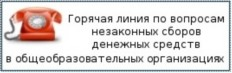 Горячая линия по вопросам
незаконных сборов
денежных средств
в общеобразовательных организациях